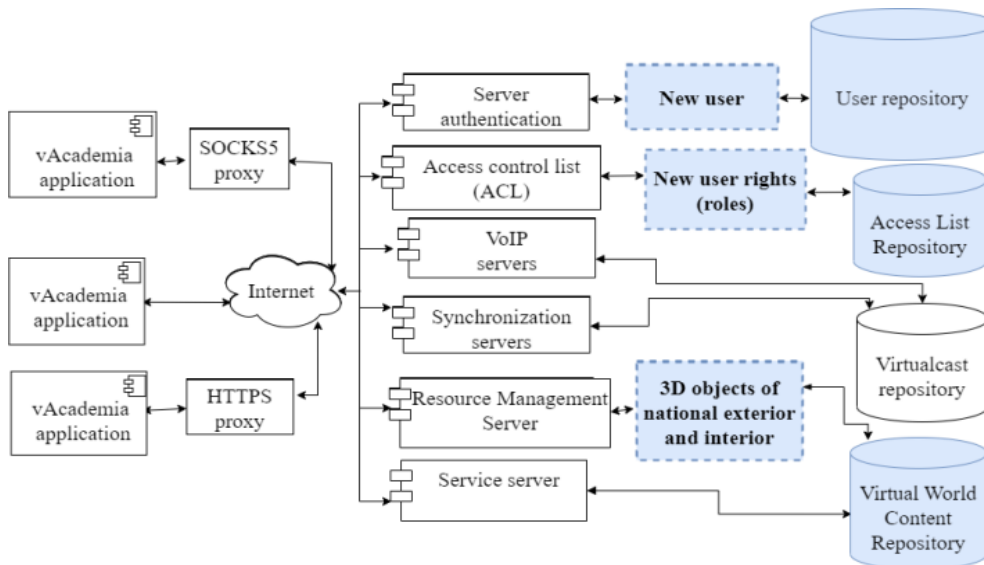 vAcademia
application
SOCKS5
proxy
vAcademia
application
Internet
vAcademia
application
HTTPS
proxy
Server
authentication
New user
User repository
Access control list
(ACL)
New user rights
(roles)
Access List
Repository
VoIP
servers
Synchronization
servers
Virtualcast
repository
Resource Management
Server
3D objects of
national exterior
and interior
Service server
Virtual World
Content
Repository